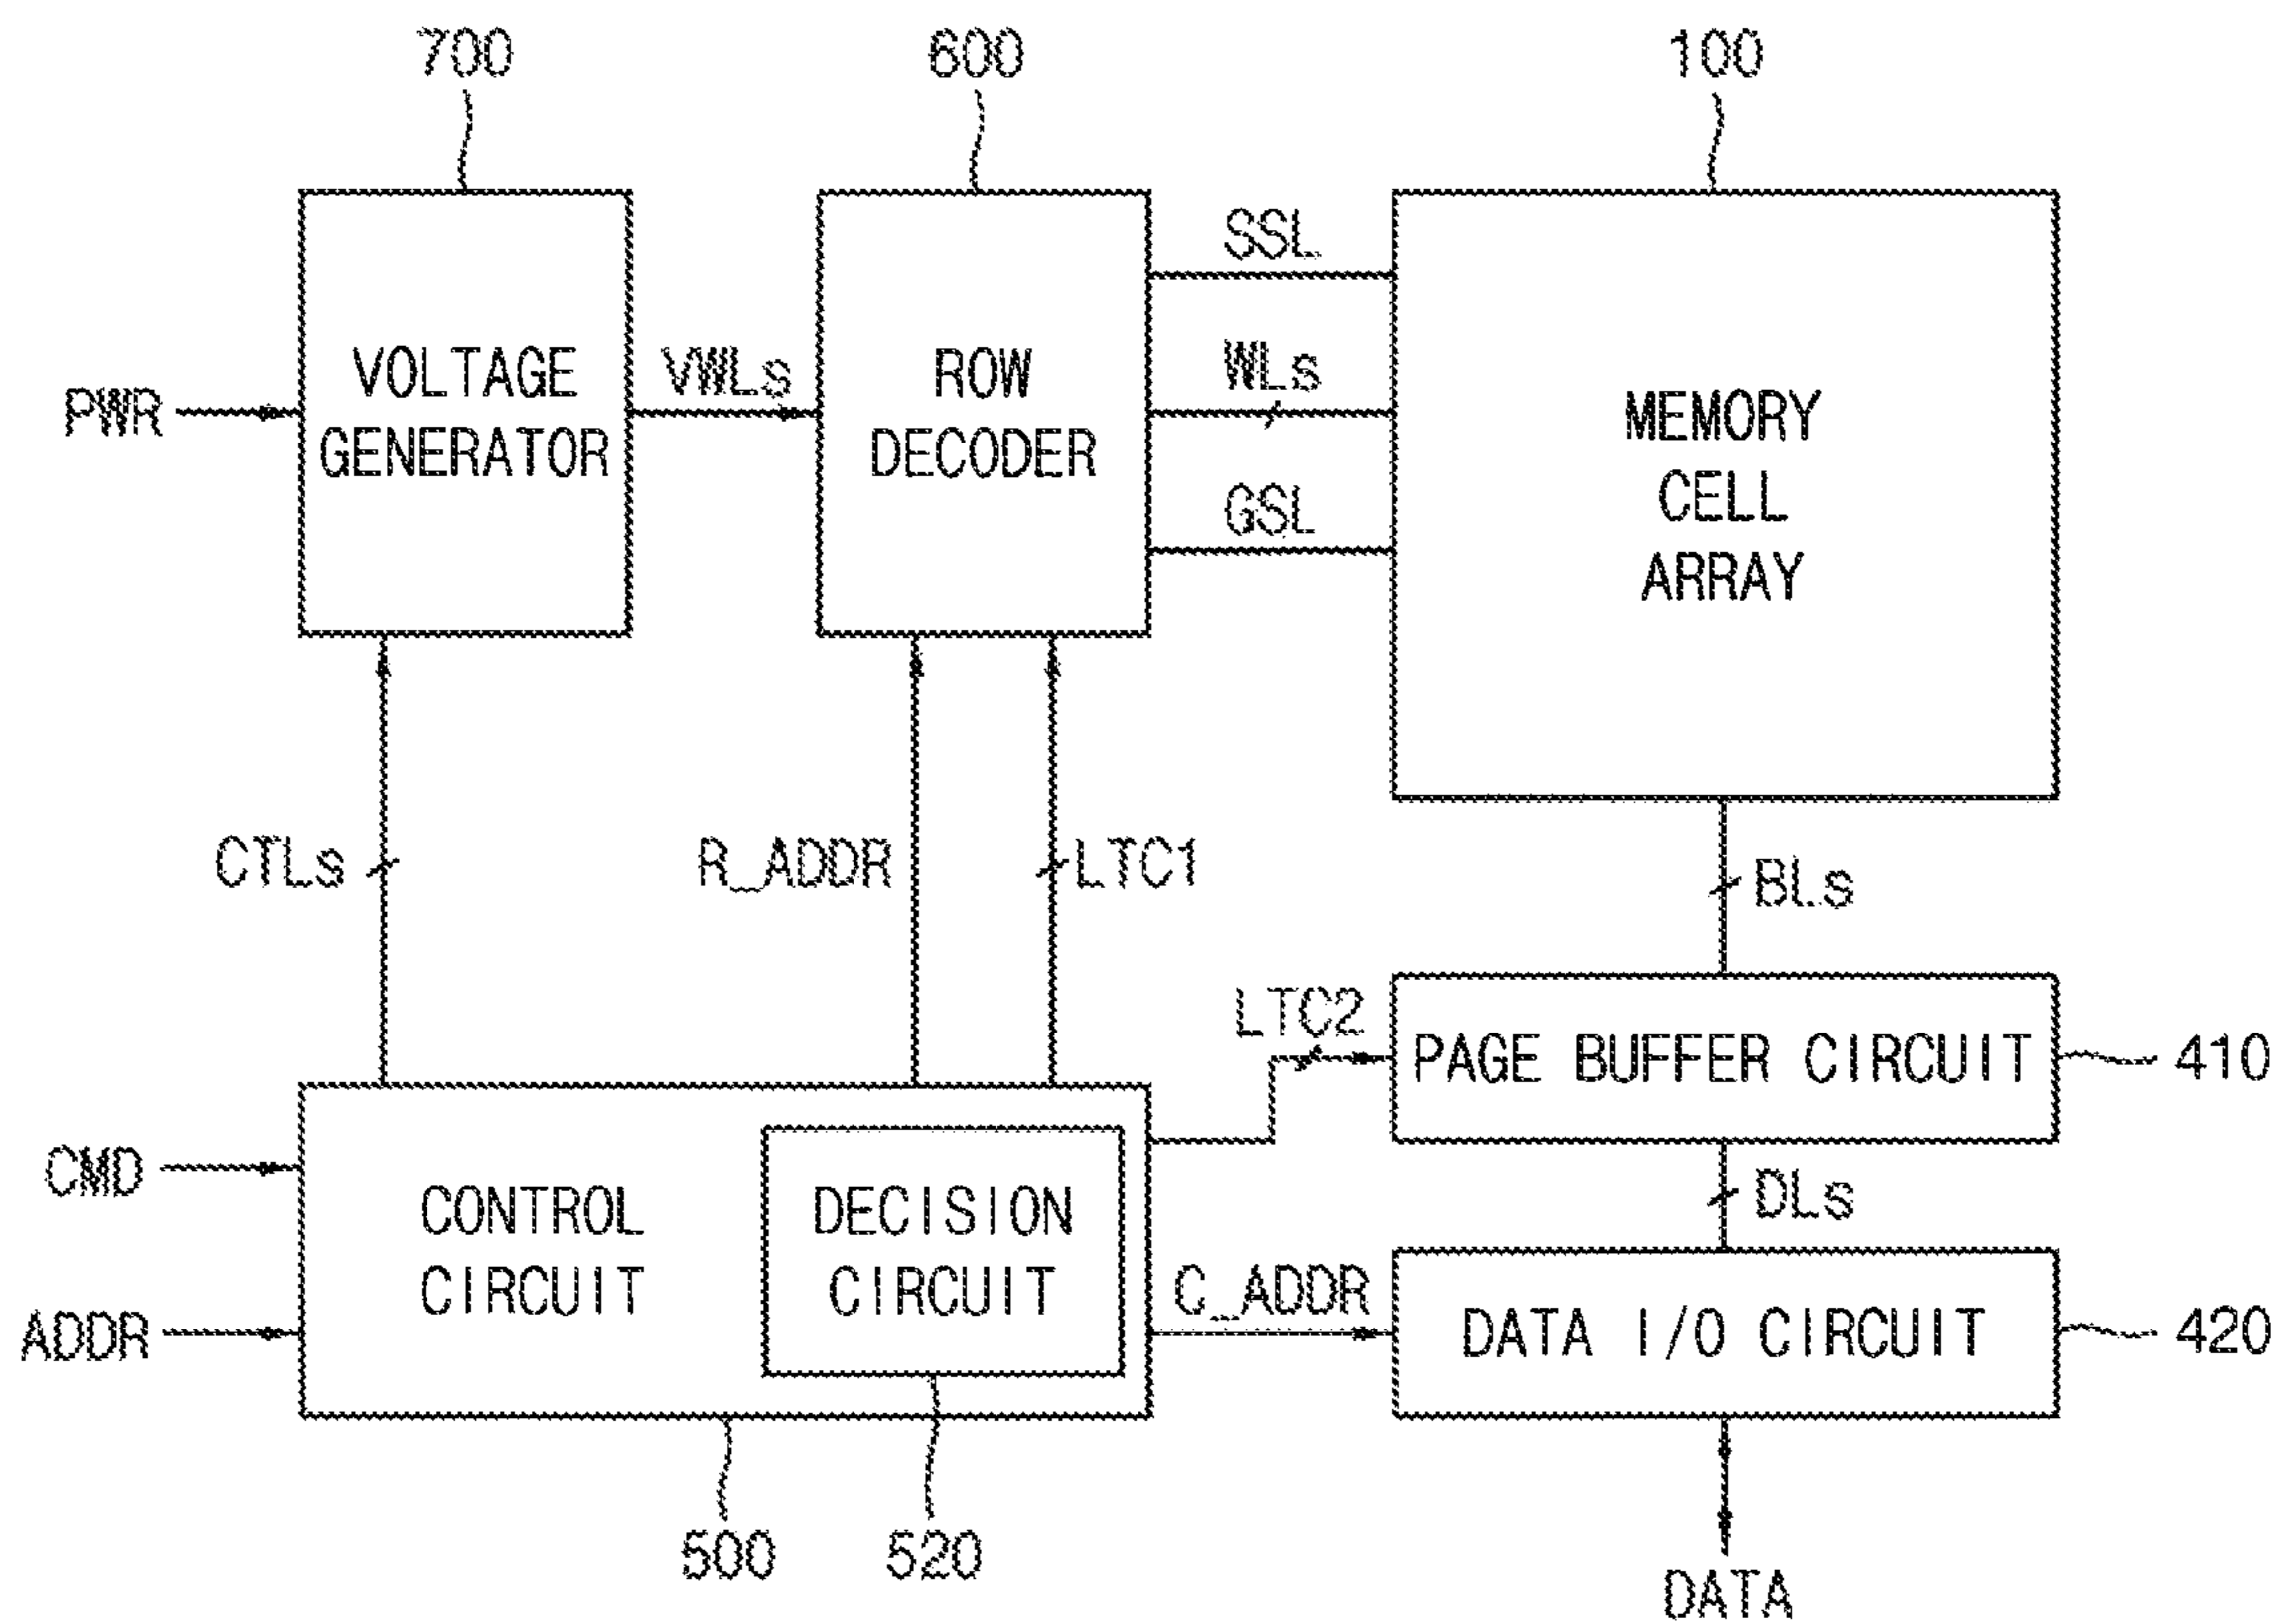 700
600
100
SSL
VOLTAGE
GENERATOR
VWLs
ROW
DECODER
WLs
MEMORY
CELL
ARRAY
PWR
GSL
CTLs
R_ADDR
LTC1
BLs
LTC2
PAGE BUFFER CIRCUIT
410
CMD
CONTROL
CIRCUIT
DECISION
CIRCUIT
DLs
ADDR
C_ADDR
DATA I/O CIRCUIT
420
500
520
DATA